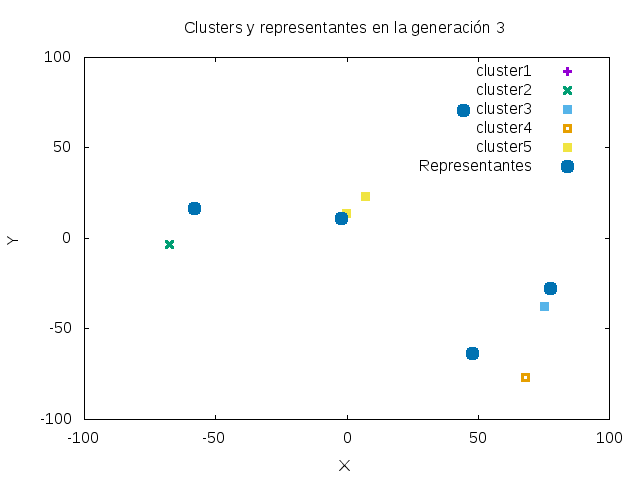 Clusters y representantes en la generación 3
100
50
0
-50
-100
-100
-50
0
50
100
Y
X
cluster1
cluster2
cluster3
cluster4
cluster5
Representantes